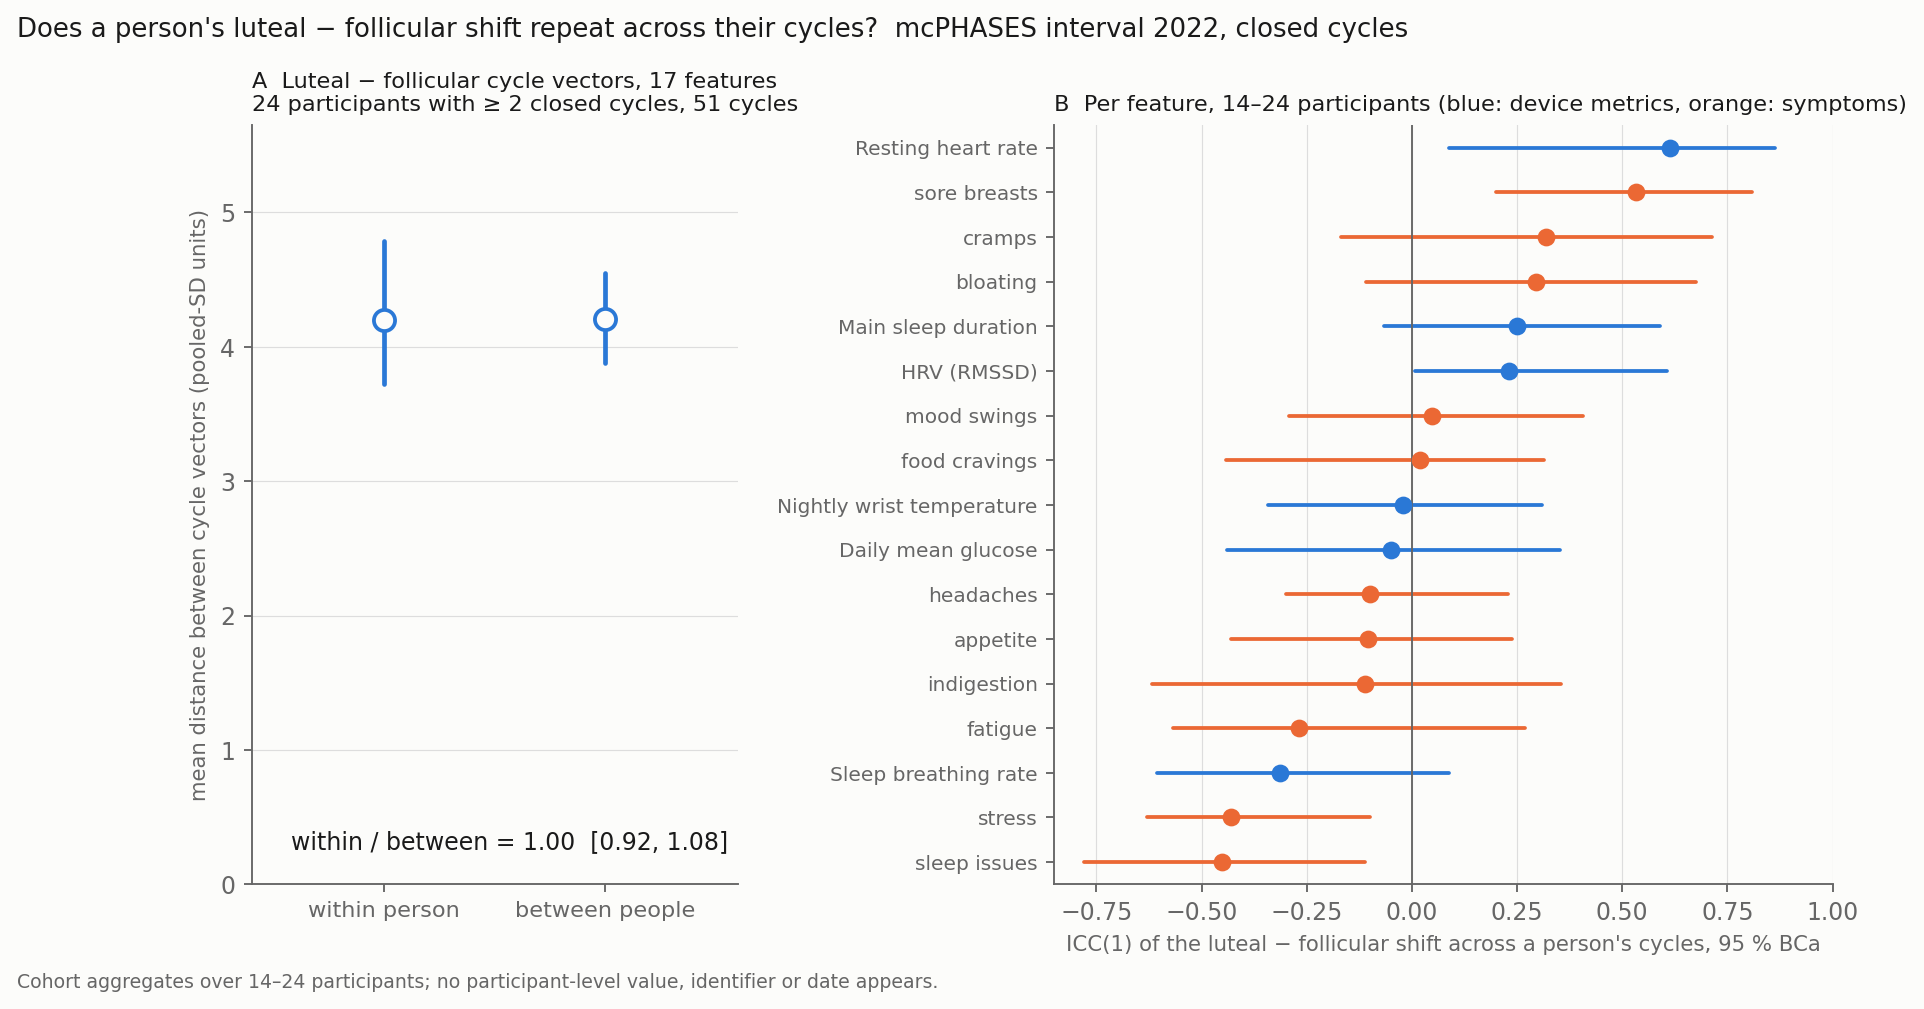 Does a person's luteal − follicular shift repeat across their cycles?  mcPHASES interval 2022, closed cycles
A  Luteal − follicular cycle vectors, 17 features
24 participants with ≥ 2 closed cycles, 51 cycles
mean distance between cycle vectors (pooled-SD units)
5
4
3
2
1
0
within / between = 1.00  [0.92, 1.08]
within person
between people
B  Per feature, 14–24 participants (blue: device metrics, orange: symptoms)
Resting heart rate
sore breasts
cramps
bloating
Main sleep duration
HRV (RMSSD)
mood swings
food cravings
Nightly wrist temperature
Daily mean glucose
headaches
appetite
indigestion
fatigue
Sleep breathing rate
stress
sleep issues
−0.75
−0.50
−0.25
0.00
0.25
0.50
0.75
1.00
ICC(1) of the luteal − follicular shift across a person's cycles, 95 % BCa
Cohort aggregates over 14–24 participants; no participant-level value, identifier or date appears.